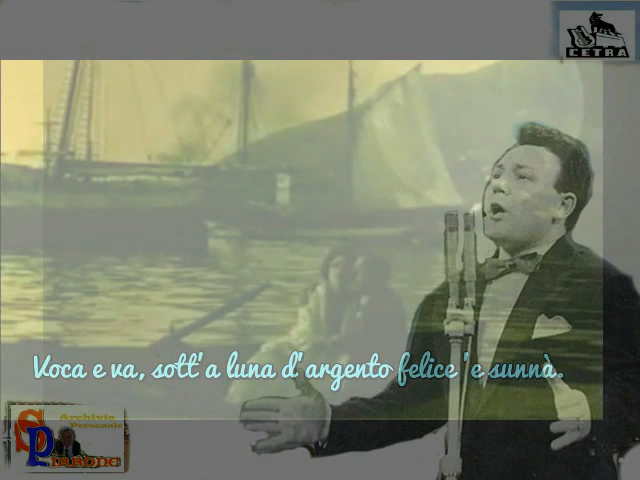 CETRA
Voca e va, sott' a luna d' argento felice 'e sunnà.
Archivio
Personale